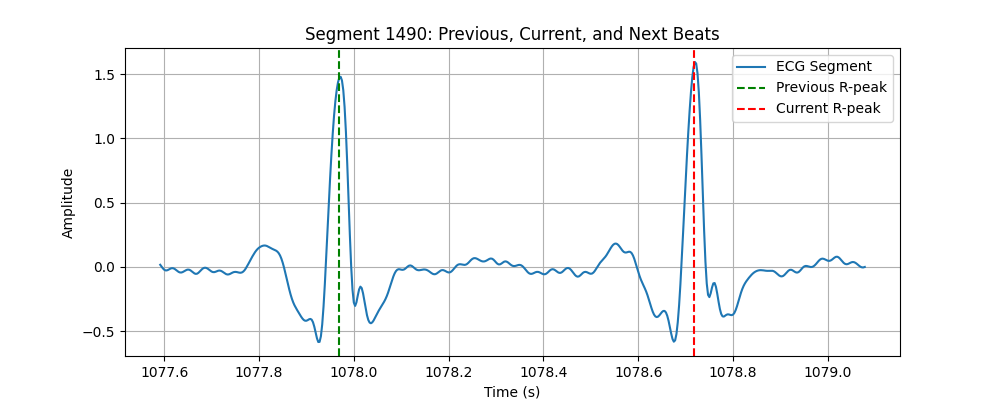 Segment 1490: Previous, Current, and Next Beats
ECG Segment
Previous R-peak
Current R-peak
Amplitude
1.5
1.0
0.5
0.0
−0.5
1077.6 1077.8 1078.0 1078.2 1078.4 1078.6 1078.8 1079.0
Time (s)